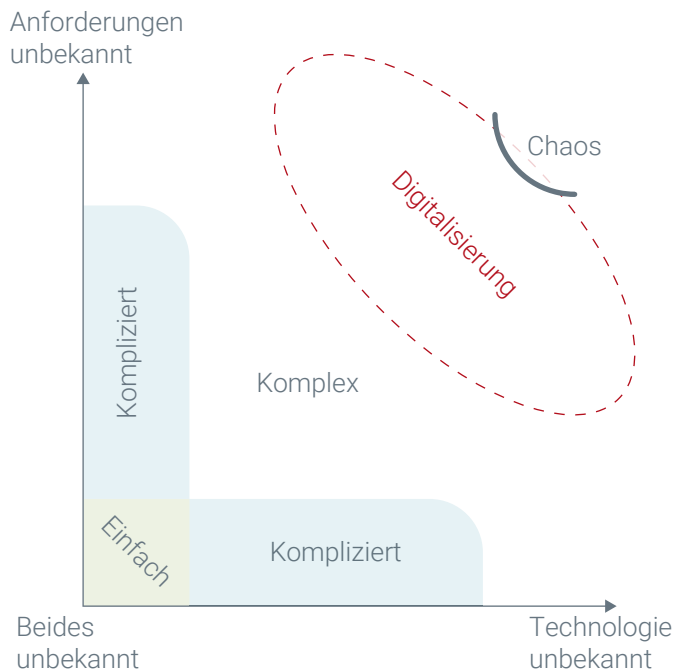 Anforderungen
unbekannt
Chaos
Digitalisierung
Kompliziert
Komplex
Einfach
Kompliziert
Beides
unbekannt
Technologie
unbekannt